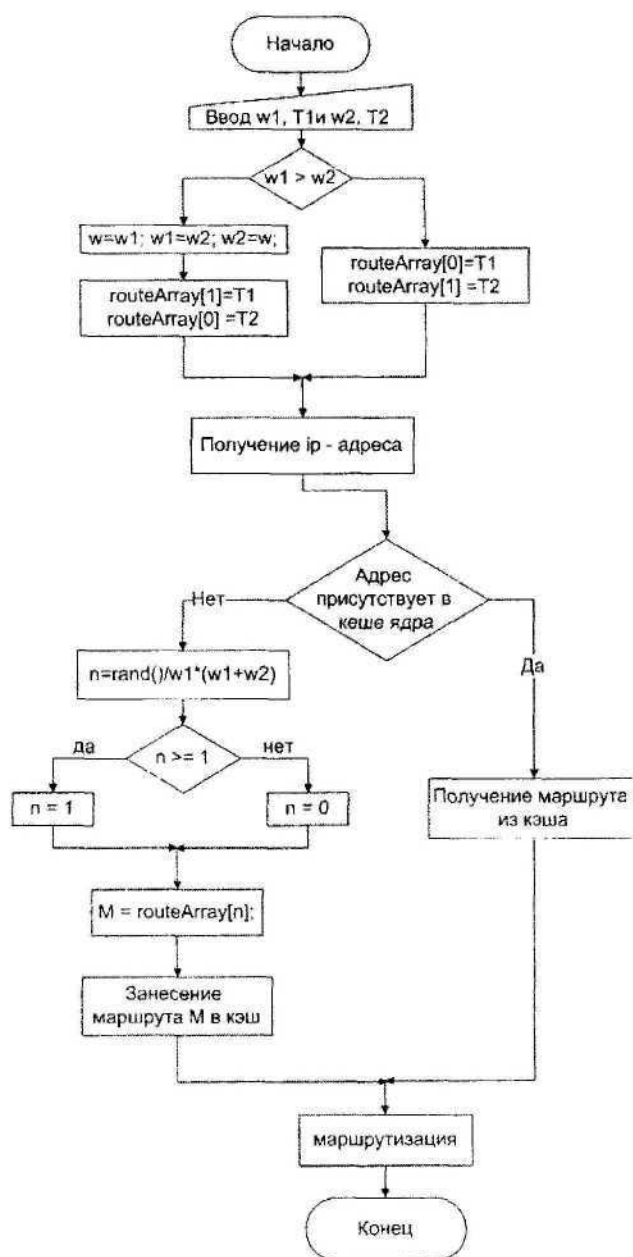 Начало
Ввод w1, T1и w2, T2
w1 > w2
w=w1; w1=w2; w2=w;
routeArray[1]=T1
routeArray[0] =T2
routeArray[0]=T1
routeArray[1] =T2
Получение ip - адреса
Адрес
присутствует в
кеше ядра
Нет
Да
n=rand()/w1*(w1+w2)
да
n >= 1
нет
n = 1
n = 0
Получение маршрута
из кэша
M = routeArray[n];
Занесение
маршрута M в кэш
маршрутизация
Конец